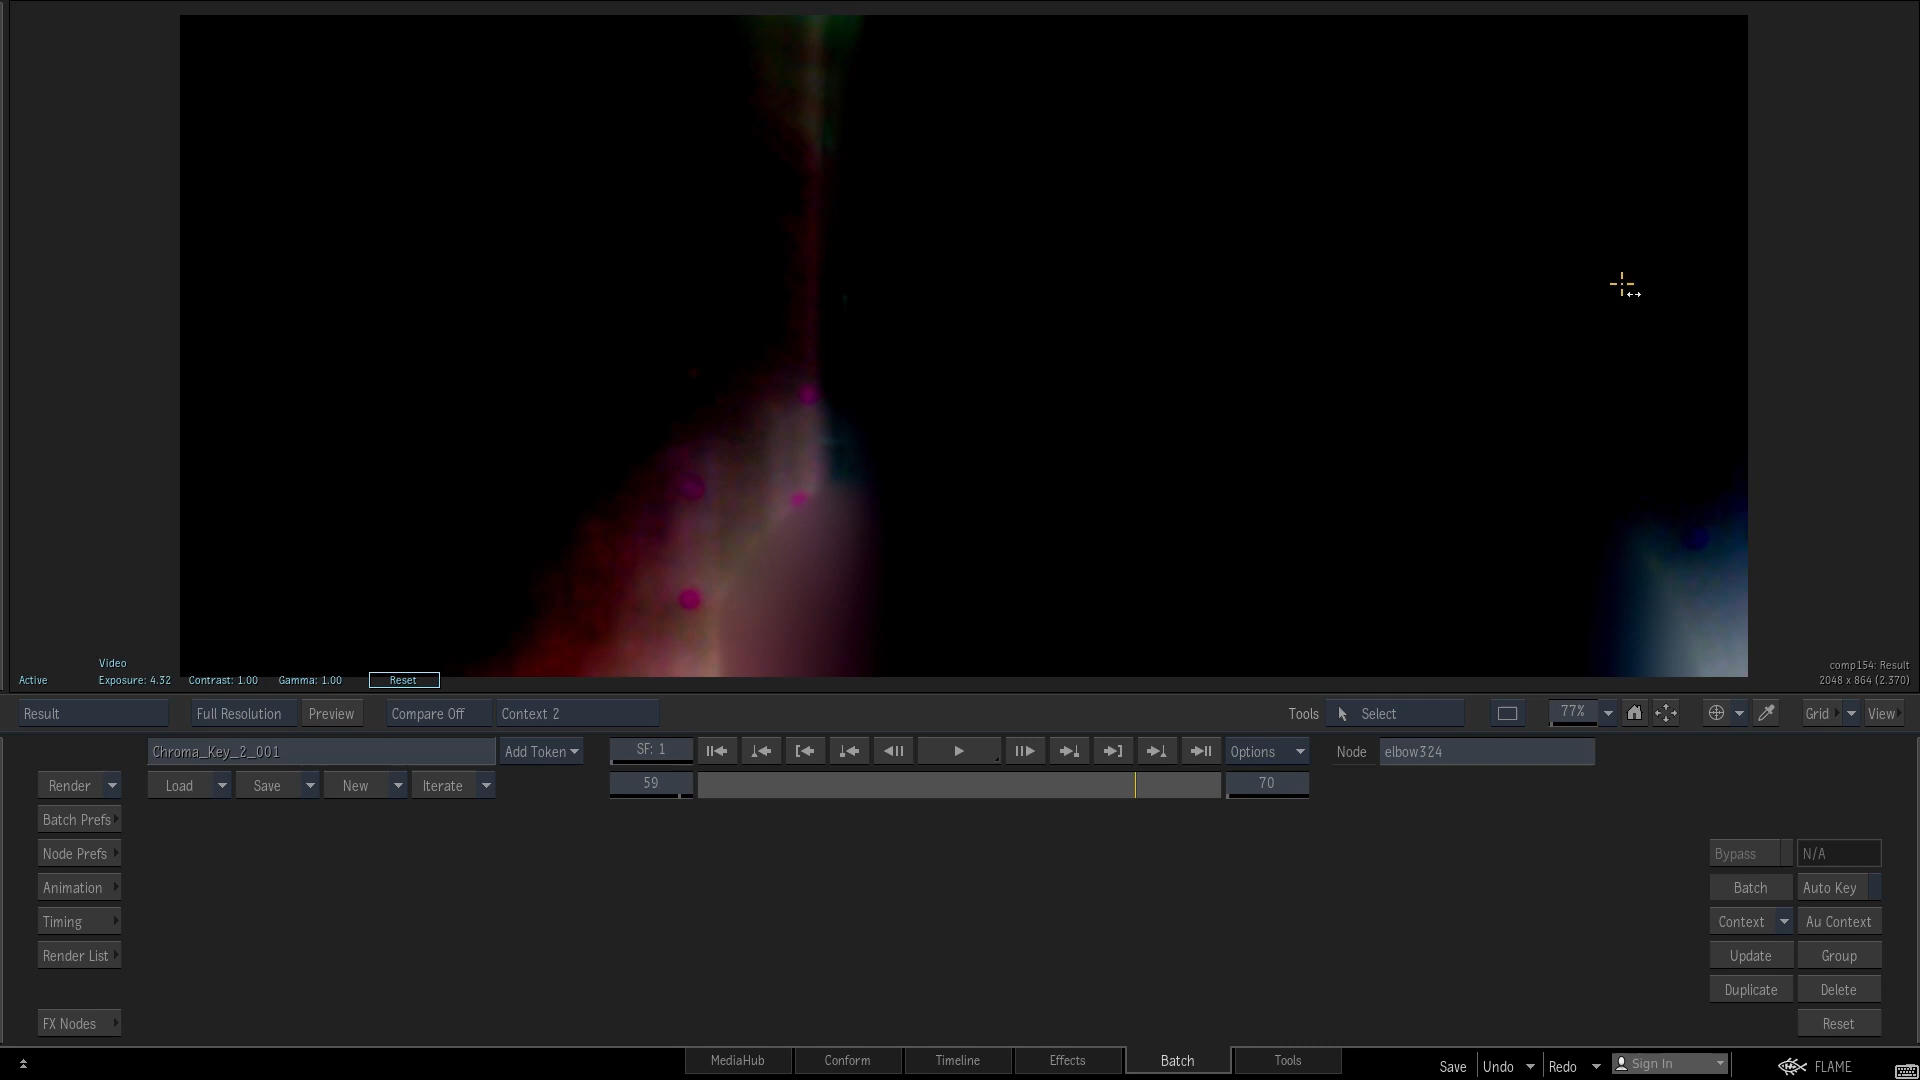 Video
Active Exposure: 4.32 Contrast: 1.00 Gamma: 1.00 Reset
comp154: Result
2048 x 864 (2.370)
Result Full Resolution Preview Compare Off Context 2 Tools Select 77% Grid View
Chroma_Key_2_001 Add Token SF: 1 Options Node elbow324
Render Load Save New Iterate 59 70
Batch Prefs
Node Prefs Bypass N/A
Animation Batch Auto Key
Timing Context Au Context
Render List Update Group
Duplicate Delete
FX Nodes Reset
MediaHub Conform Timeline Effects Batch Tools Save Undo Redo Sign In FLAME